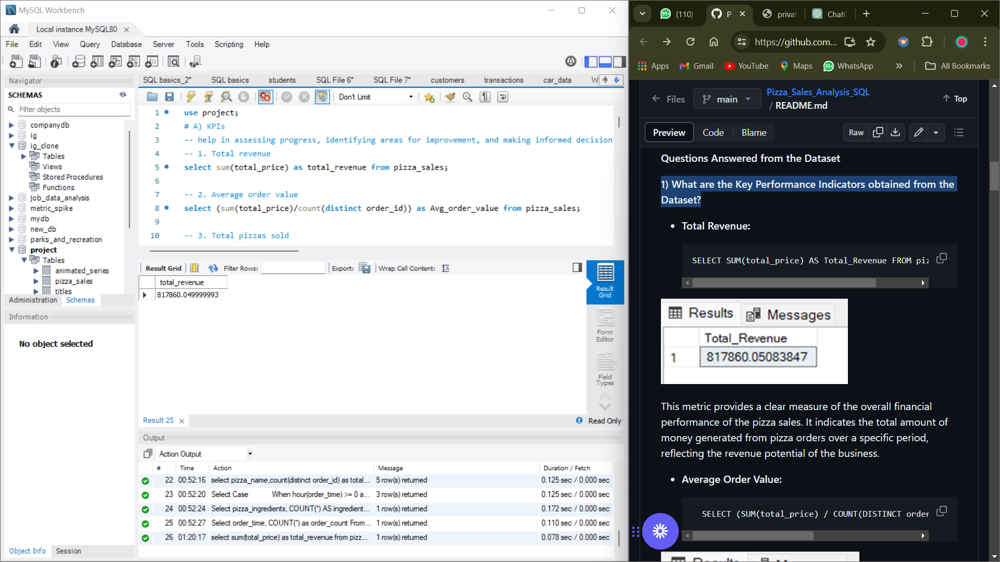 MySQL Workbench
Local instance MySQL80
File Edit View Query Database Server Tools Scripting Help
Navigator
SCHEMAS
Filter objects
companydb
ig
ig_clone
Tables
Views
Stored Procedures
Functions
job_data_analysis
metric_spike
mydb
new_db
parks_and_recreation
project
Tables
animated_series
pizza_sales
titles
Administration Schemas
Information
No object selected
Object Info Session
SQL basics_2* SQL basics students SQL File 6* SQL File 7* customers transactions car_data W
Don't Limit
1 use project;
2 # A) KPIs
3 -- help in assessing progress, identifying areas for improvement, and making informed decision
4 -- 1. Total revenue
5 select sum(total_price) as total_revenue from pizza_sales;
6
7 -- 2. Average order value
8 select (sum(total_price)/count(distinct order_id)) as Avg_order_value from pizza_sales;
9
10 -- 3. Total pizzas sold
Result Grid Filter Rows: Export: Wrap Cell Content:
total_revenue
817860.049999993
Result Grid
Form Editor
Field Types
Result 25
Read Only
Output
Action Output
# Time Action Message Duration / Fetch
22 00:52:16 select pizza_name,count(distinct order_id) as total... 5 row(s) returned 0.125 sec / 0.000 sec
23 00:52:20 Select Case When hour(order_time) >= 0 a... 3 row(s) returned 0.125 sec / 0.000 sec
24 00:52:24 Select pizza_ingredients, COUNT(*) AS ingredient... 1 row(s) returned 0.172 sec / 0.000 sec
25 00:52:27 Select order_time, COUNT(*) as order_count From... 1 row(s) returned 0.110 sec / 0.000 sec
26 01:20:17 select sum(total_price) as total_revenue from pizz... 1 row(s) returned 0.078 sec / 0.000 sec
99+ (110) P privat ChatG
https://github.com...
Apps Gmail YouTube Maps 99+ WhatsApp All Bookmarks
Files main Pizza_Sales_Analysis_SQL
/ README.md
Top
Preview Code Blame Raw
Questions Answered from the Dataset
1) What are the Key Performance Indicators obtained from the
Dataset?
• Total Revenue:
SELECT SUM(total_price) AS Total_Revenue FROM piz
Results Messages
Total_Revenue
1 817860.05083847
This metric provides a clear measure of the overall financial
performance of the pizza sales. It indicates the total amount of
money generated from pizza orders over a specific period,
reflecting the revenue potential of the business.
• Average Order Value:
SELECT (SUM(total_price) / COUNT(DISTINCT order